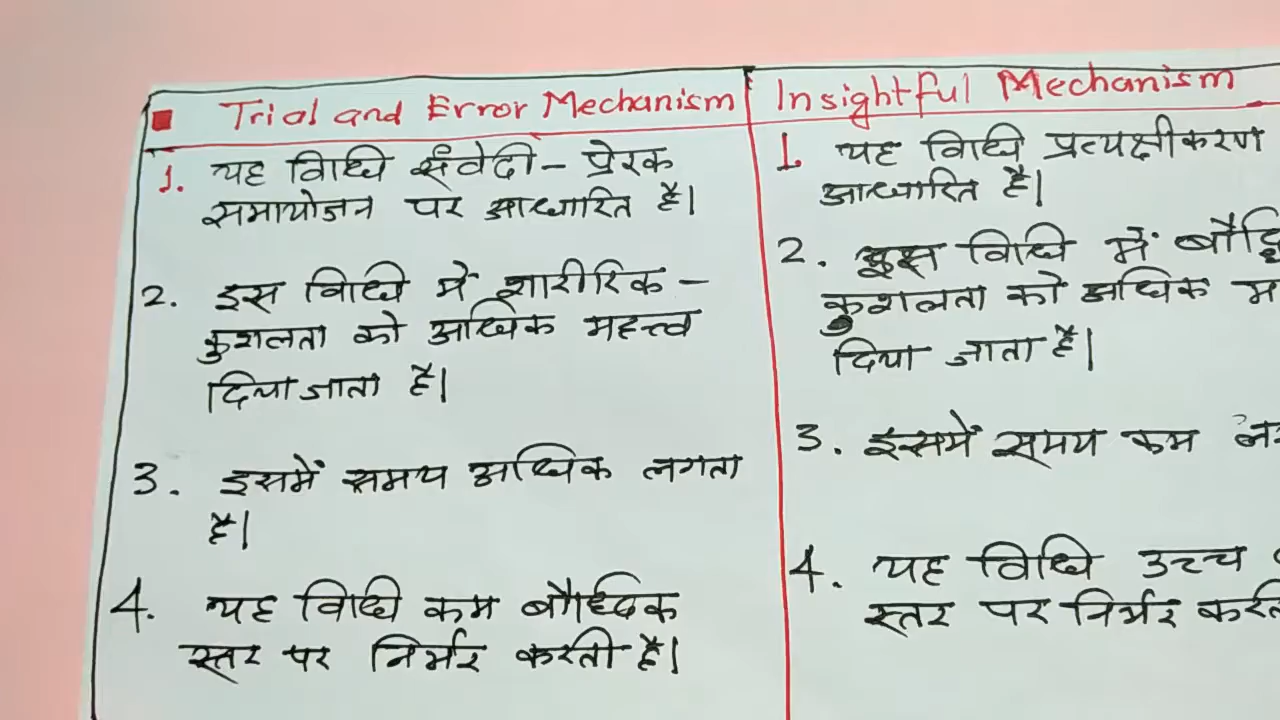 Trial and Error Mechanism
1. यह विधि संवेदी - प्रेरक
समायोजन पर आधारित है।
2. इस विधि में शारीरिक -
कुशलता को अधिक महत्त्व
दिया जाता है।
3. इसमें समय अधिक लगता
है।
4. यह विधि कम बौद्धिक
स्तर पर निर्भर करती है।
Insightful Mechanism
1. यह विधि प्रत्यक्षीकरण
आधारित है।
2. इस विधि में
कुशलता को अधिक
दिया जाता है।
3. इसमें समय कम
4. यह विधि उच्च
स्तर पर निर्भर